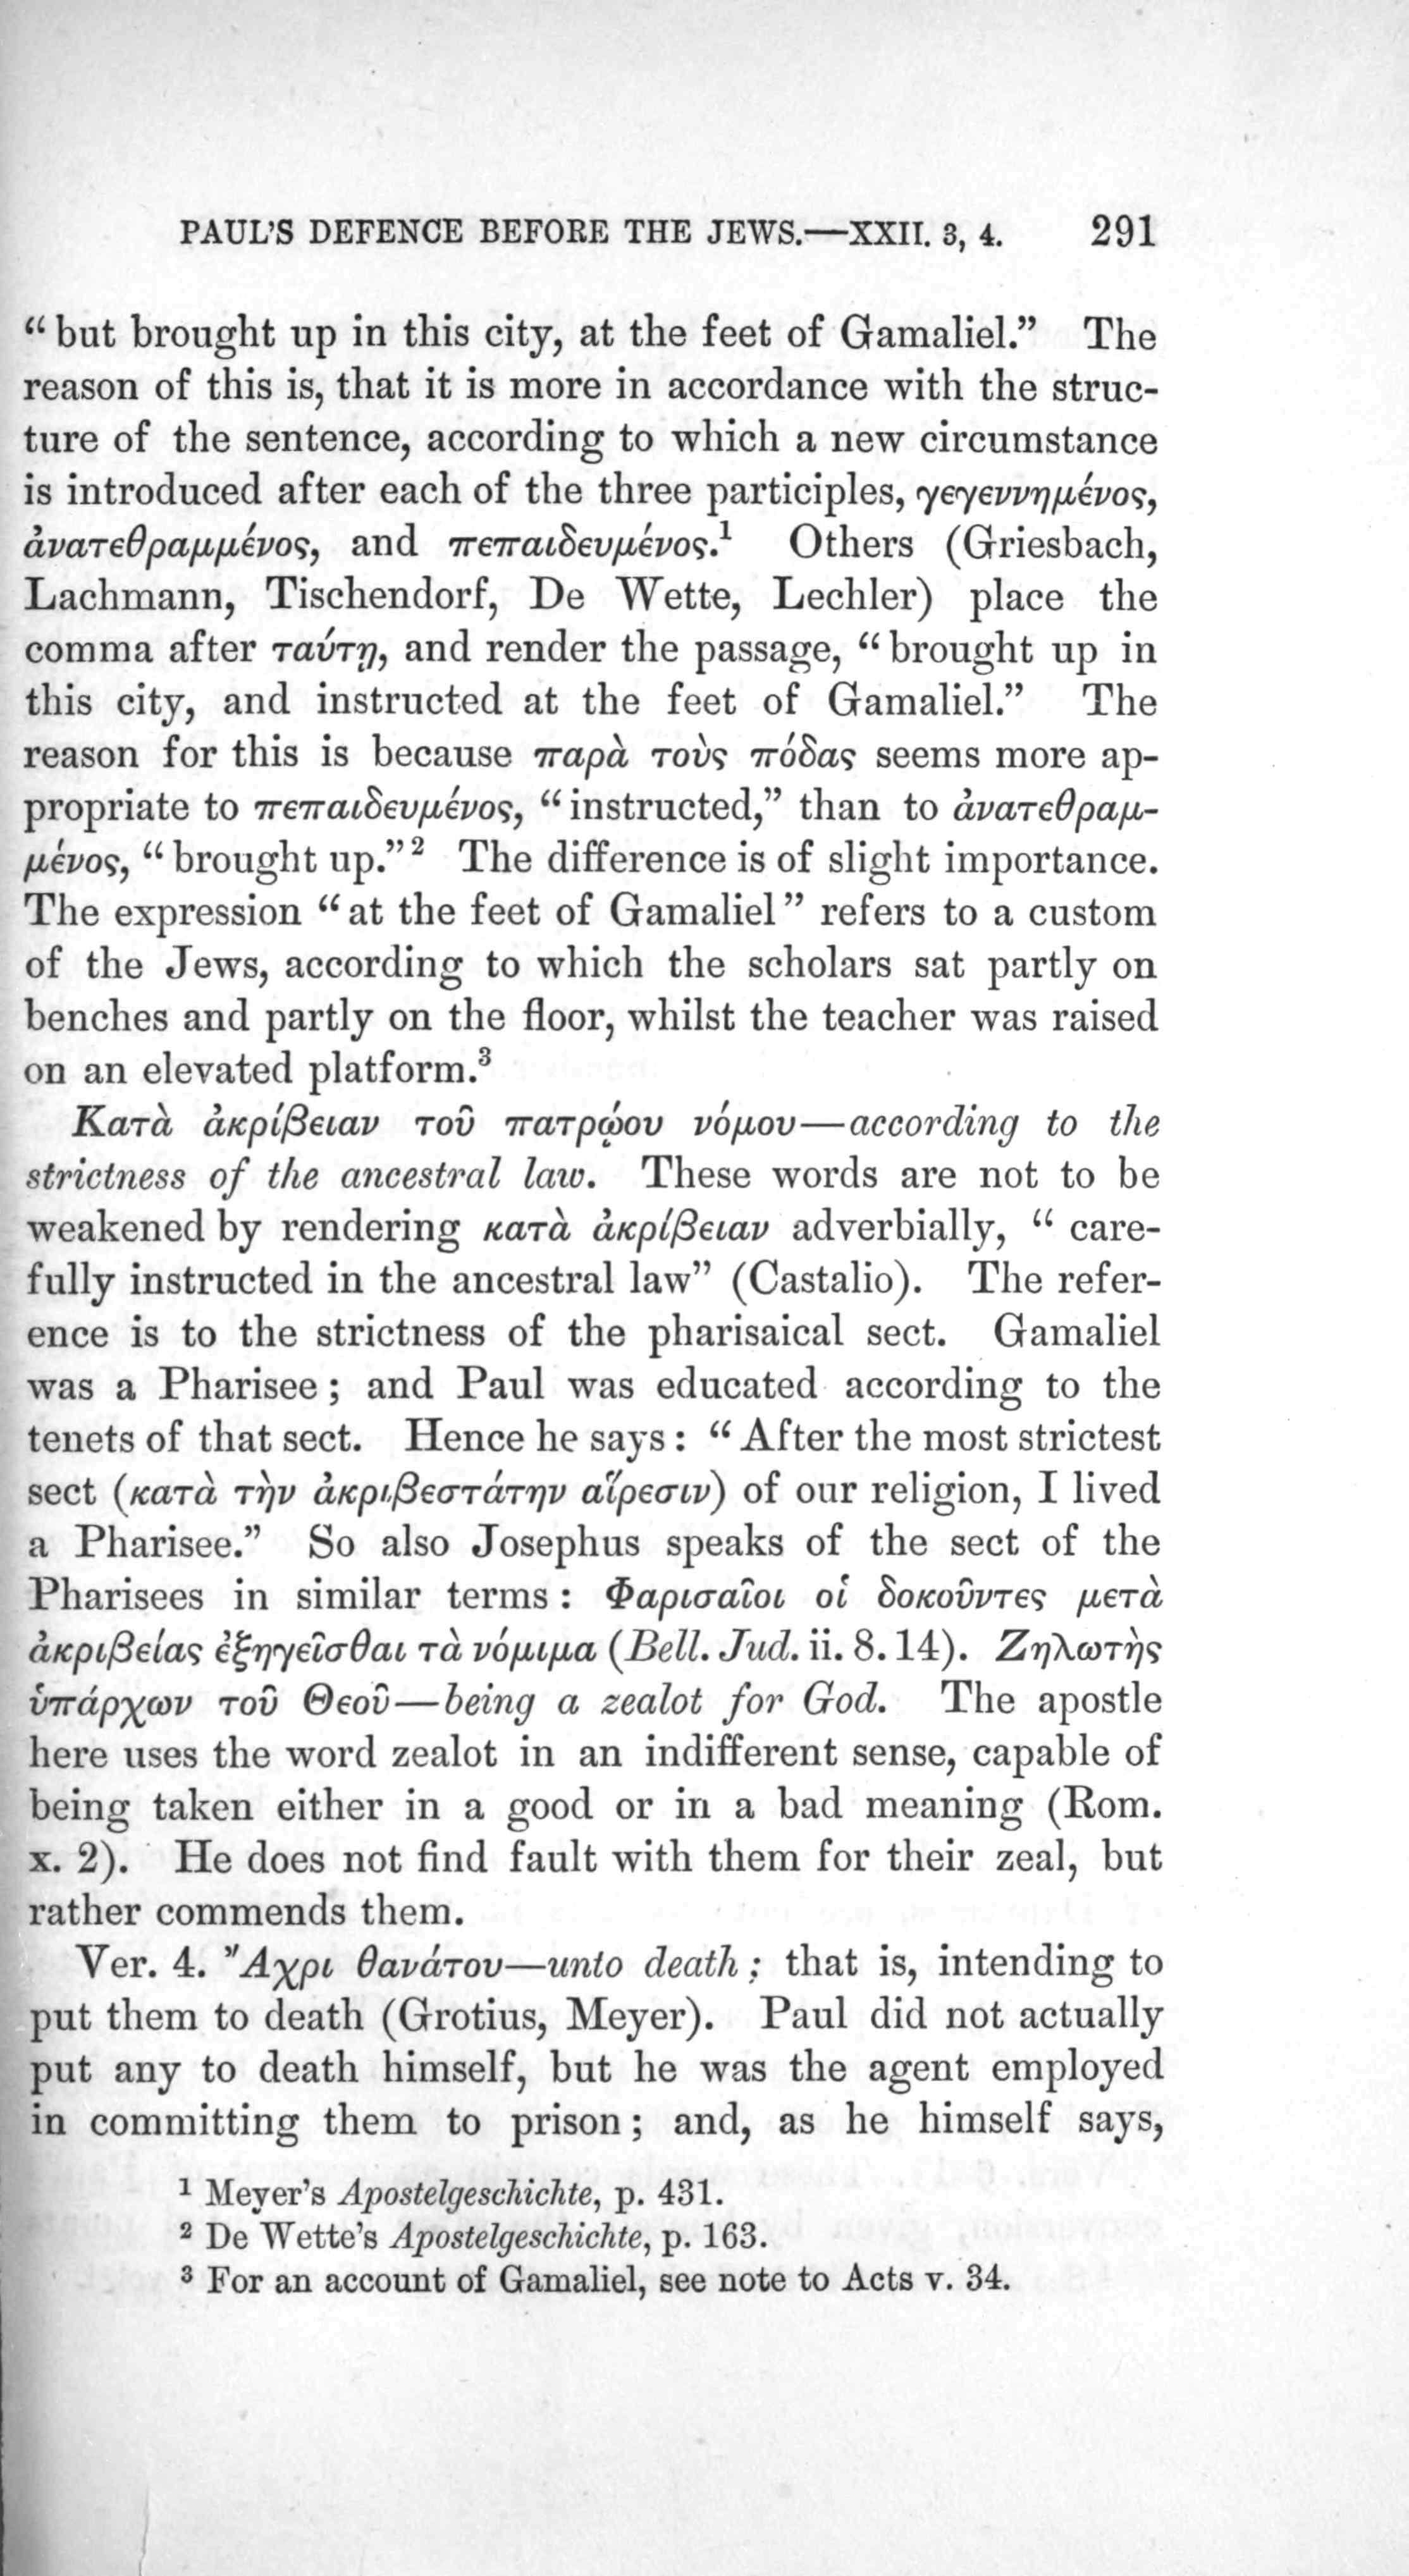 PAUL'S DEFENCE BEFORE THE JEWS.—XXII. 3, 4. 291
“but brought up in this city, at the feet of Gamaliel.” The
reason of this is, that it is more in accordance with the struc-
ture of the sentence, according to which a new circumstance
is introduced after each of the three participles, γεγεννημένος,
ἀνατεθραμμένος, and πεπαιδευμένος.¹ Others (Griesbach,
Lachmann, Tischendorf, De Wette, Lechler) place the
comma after ταύτῃ, and render the passage, “brought up in
this city, and instructed at the feet of Gamaliel.” The
reason for this is because παρὰ τοὺς πόδας seems more ap-
propriate to πεπαιδευμένος, “instructed,” than to ἀνατεθραμ-
μένος, “brought up.”² The difference is of slight importance.
The expression “at the feet of Gamaliel” refers to a custom
of the Jews, according to which the scholars sat partly on
benches and partly on the floor, whilst the teacher was raised
on an elevated platform.³
Κατὰ ἀκρίβειαν τοῦ πατρῴου νόμου—according to the
strictness of the ancestral law. These words are not to be
weakened by rendering κατὰ ἀκρίβειαν adverbially, “ care-
fully instructed in the ancestral law” (Castalio). The refer-
ence is to the strictness of the pharisaical sect. Gamaliel
was a Pharisee; and Paul was educated according to the
tenets of that sect. Hence he says: “After the most strictest
sect (κατὰ τὴν ἀκριβεστάτην αἵρεσιν) of our religion, I lived
a Pharisee.” So also Josephus speaks of the sect of the
Pharisees in similar terms: Φαρισαῖοι οἱ δοκοῦντες μετὰ
ἀκριβείας ἐξηγεῖσθαι τὰ νόμιμα (Bell. Jud. ii. 8. 14). Ζηλωτὴς
ὑπάρχων τοῦ Θεοῦ—being a zealot for God. The apostle
here uses the word zealot in an indifferent sense, capable of
being taken either in a good or in a bad meaning (Rom.
x. 2). He does not find fault with them for their zeal, but
rather commends them.
Ver. 4. Ἄχρι θανάτου—unto death; that is, intending to
put them to death (Grotius, Meyer). Paul did not actually
put any to death himself, but he was the agent employed
in committing them to prison; and, as he himself says,
¹ Meyer's Apostelgeschichte, p. 431.
² De Wette's Apostelgeschichte, p. 163.
³ For an account of Gamaliel, see note to Acts v. 34.